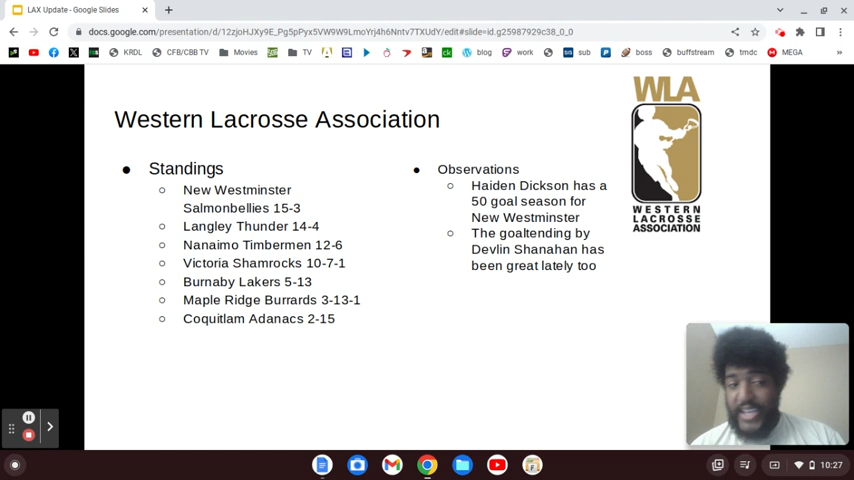 LAX Update - Google Slides
docs.google.com/presentation/d/12zjoHJXy9E_Pg5pPyx5VW9W9LmoYrj4h6Nntv7TXUdY/edit#slide=id.g25987929c38_0_0
KRDL CFB/CBB TV Movies TV ck blog work SIS sub boss buffstream tmdc MEGA
WLA
Western Lacrosse Association
Standings
New Westminster
Salmonbellies 15-3
Langley Thunder 14-4
Nanaimo Timbermen 12-6
Victoria Shamrocks 10-7-1
Burnaby Lakers 5-13
Maple Ridge Burrards 3-13-1
Coquitlam Adanacs 2-15
Observations
Haiden Dickson has a
50 goal season for
New Westminster
The goaltending by
Devlin Shanahan has
been great lately too
WESTERN
LACROSSE
ASSOCIATION
10:27